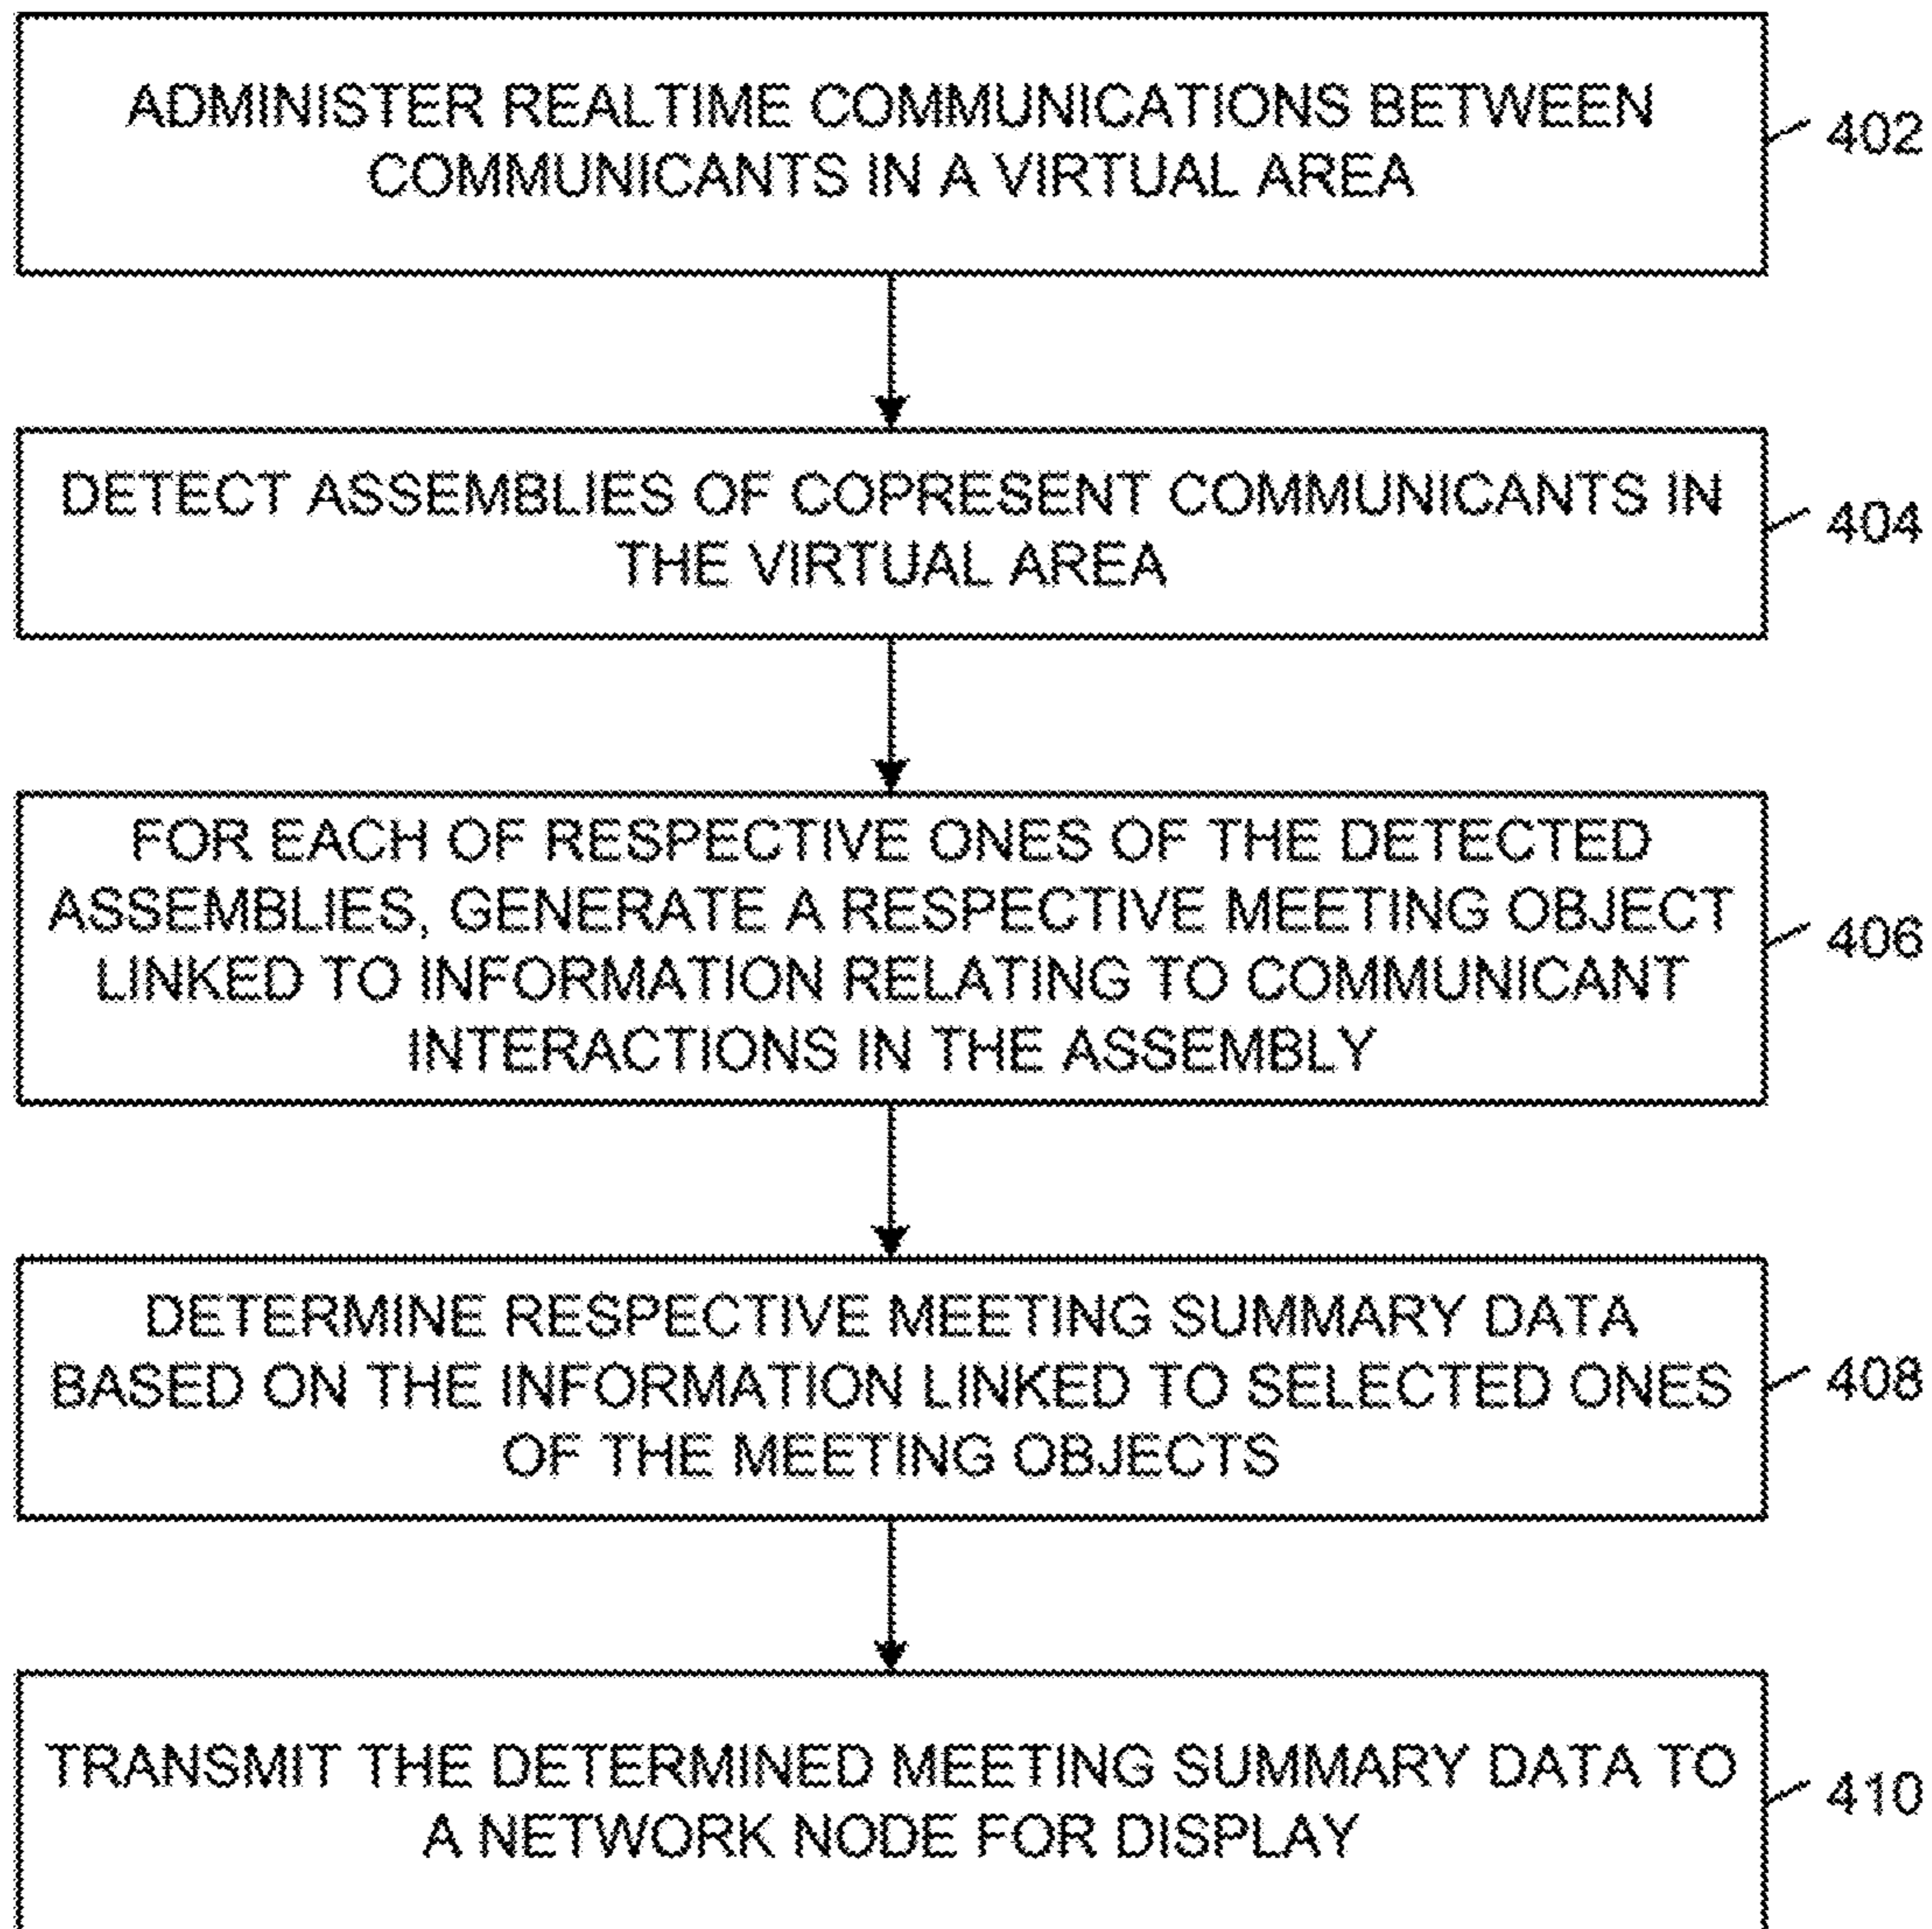 ADMINISTER REALTIME COMMUNICATIONS BETWEEN
COMMUNICANTS IN A VIRTUAL AREA
402
DETECT ASSEMBLIES OF COPRESENT COMMUNICANTS IN
THE VIRTUAL AREA
404
FOR EACH OF RESPECTIVE ONES OF THE DETECTED
ASSEMBLIES, GENERATE A RESPECTIVE MEETING OBJECT
LINKED TO INFORMATION RELATING TO COMMUNICANT
INTERACTIONS IN THE ASSEMBLY
406
DETERMINE RESPECTIVE MEETING SUMMARY DATA
BASED ON THE INFORMATION LINKED TO SELECTED ONES
OF THE MEETING OBJECTS
408
TRANSMIT THE DETERMINED MEETING SUMMARY DATA TO
A NETWORK NODE FOR DISPLAY
410